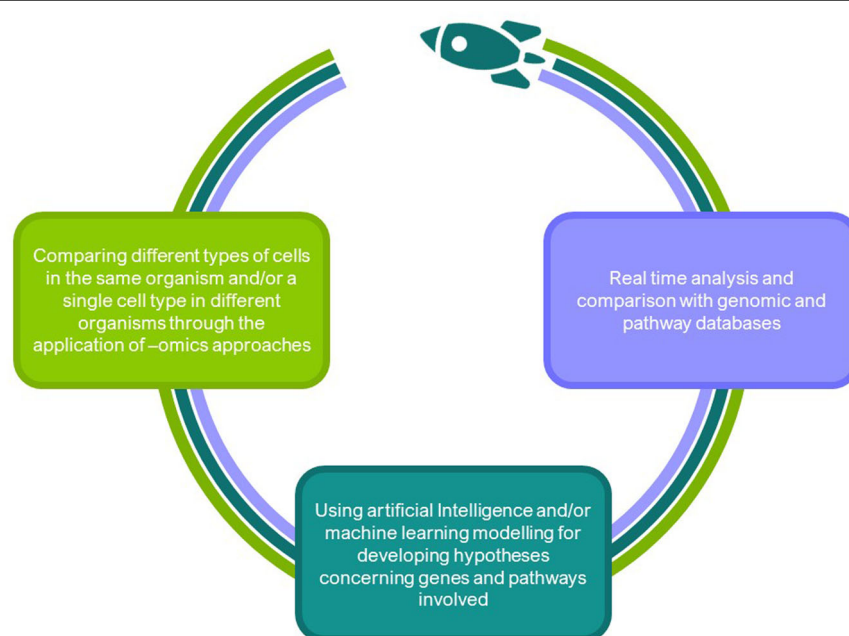 Comparing different types of cells
in the same organism and/or a
single cell type in different
organisms through the
application of –omics approaches
Real time analysis and
comparison with genomic and
pathway databases
Using artificial Intelligence and/or
machine learning modelling for
developing hypotheses
concerning genes and pathways
involved